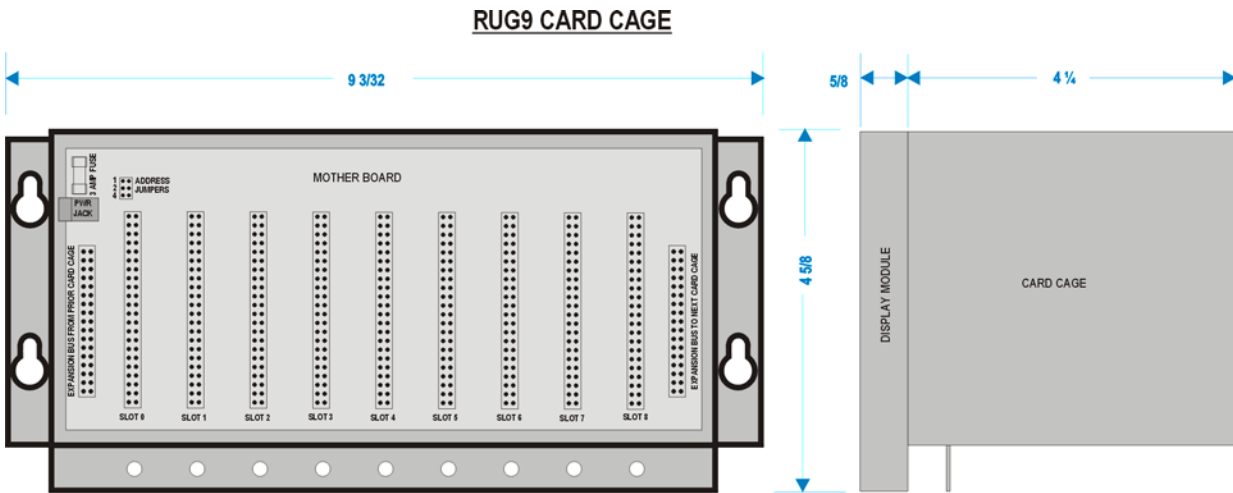 RUG9 CARD CAGE
9 3/32
5/8
4 ¼
3 AMP FUSE
1
2
4
ADDRESS
JUMPERS
MOTHER BOARD
PWR
JACK
EXPANSION BUS FROM PRIOR CARD CAGE
EXPANSION BUS TO NEXT CARD CAGE
4 5/8
DISPLAY MODULE
CARD CAGE
SLOT 0
SLOT 1
SLOT 2
SLOT 3
SLOT 4
SLOT 5
SLOT 6
SLOT 7
SLOT 8